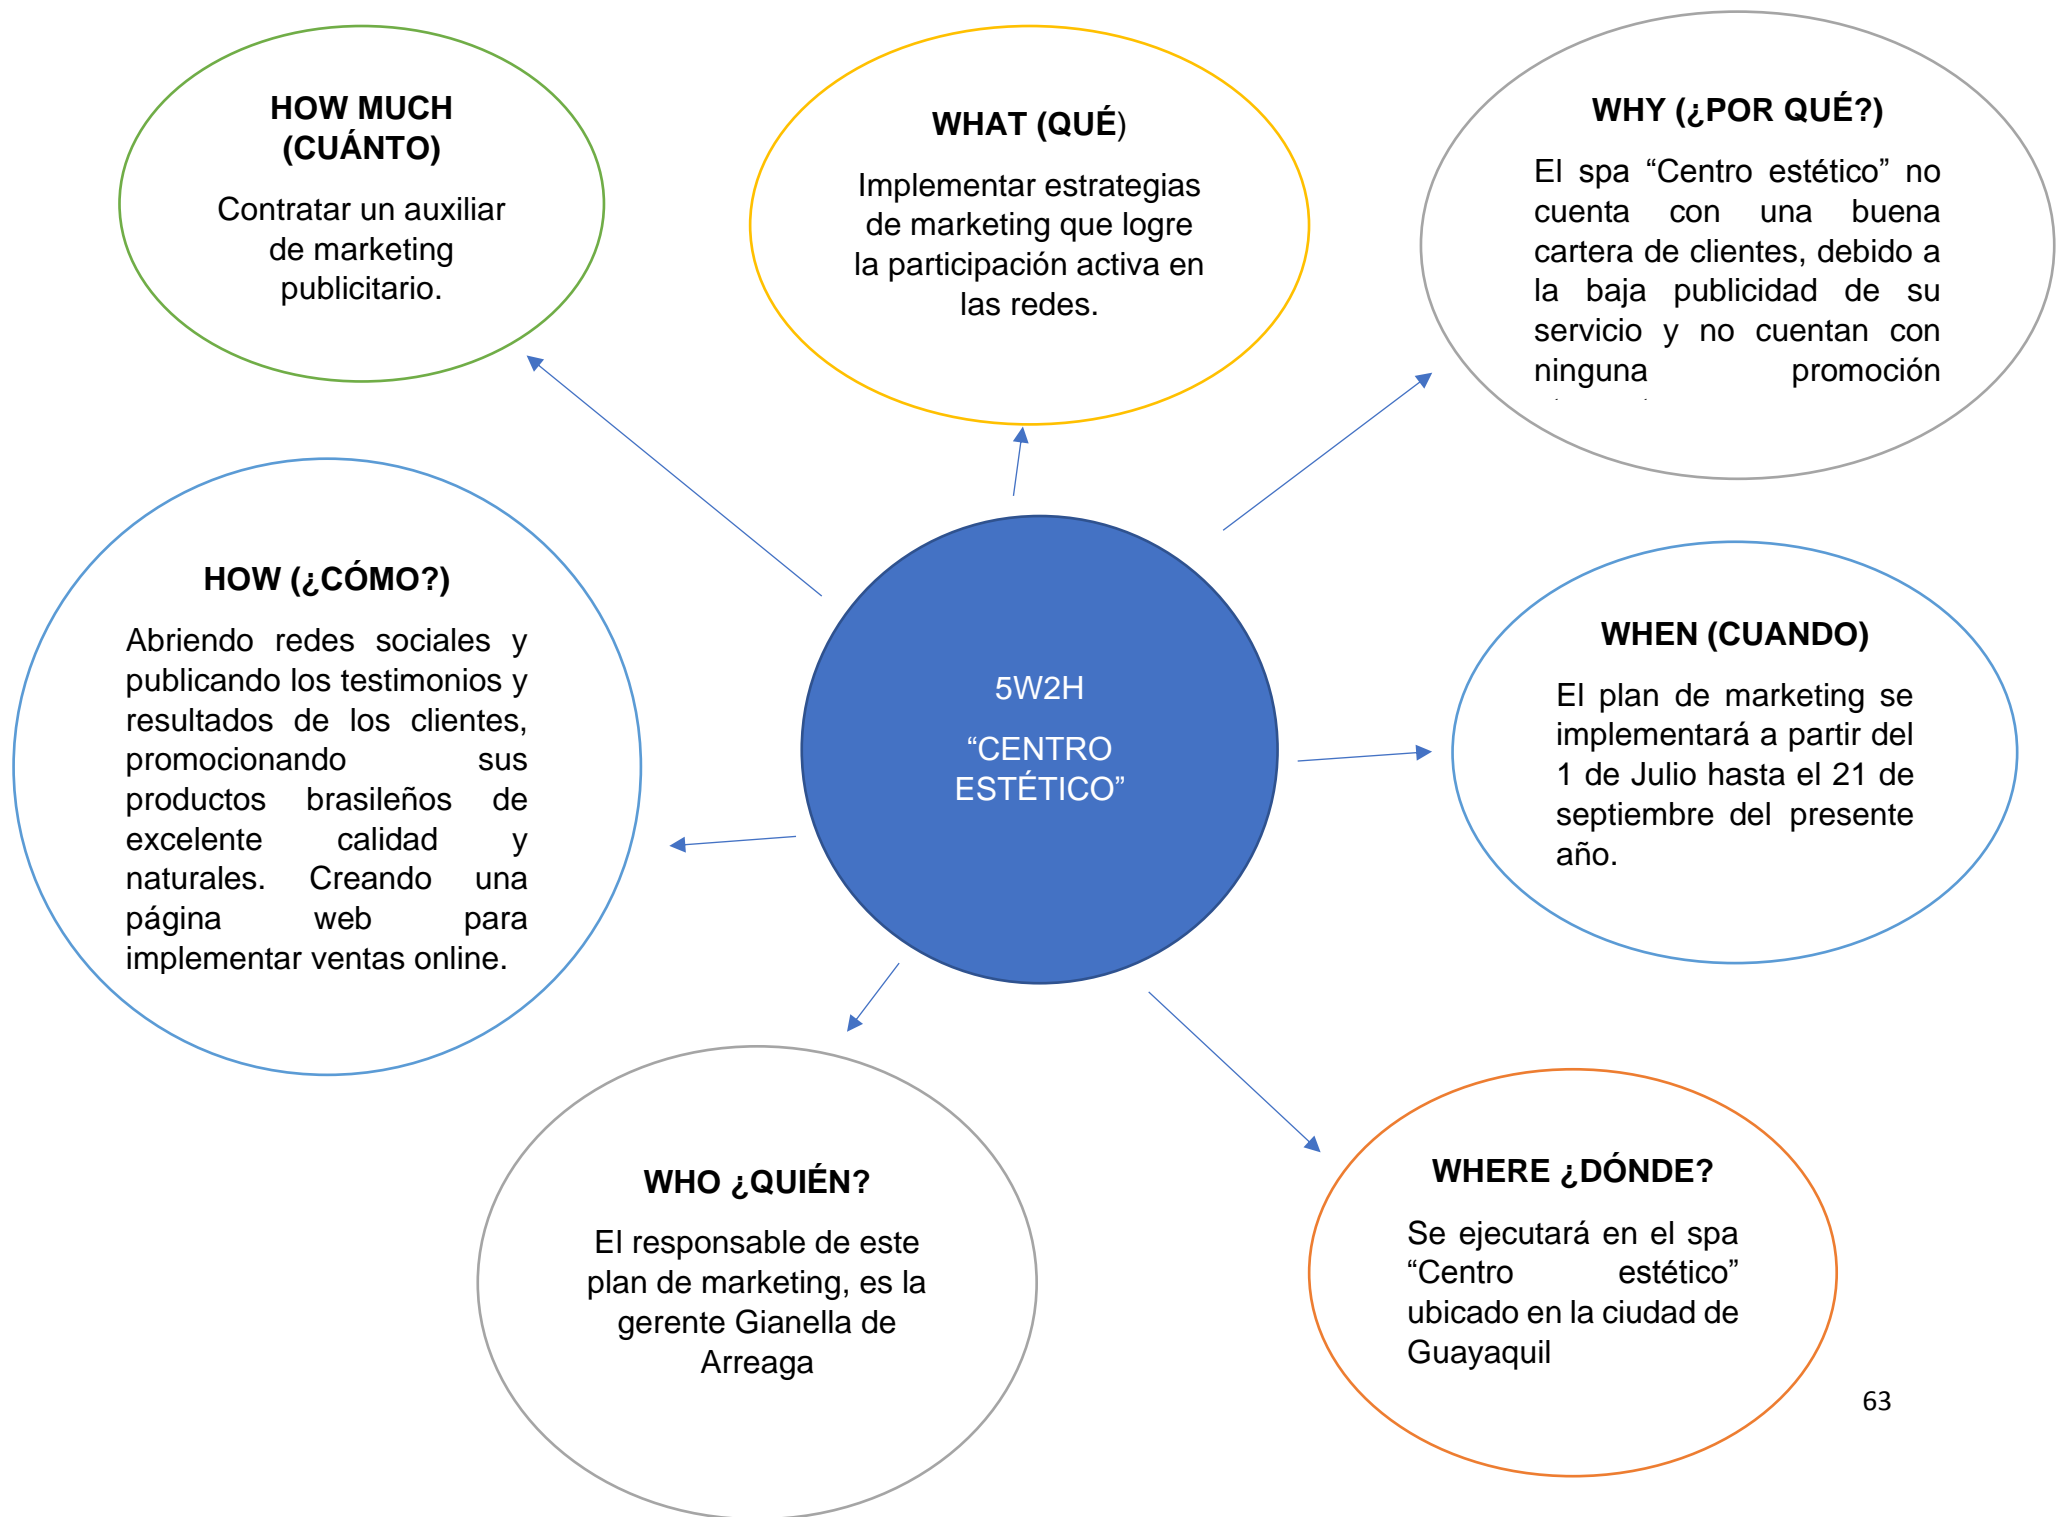 HOW MUCH
(CUÁNTO)
Contratar un auxiliar
de marketing
publicitario.
WHAT (QUÉ)
Implementar estrategias
de marketing que logre
la participación activa en
las redes.
WHY (¿POR QUÉ?)
El spa “Centro estético” no
cuenta con una buena
cartera de clientes, debido a
la baja publicidad de su
servicio y no cuentan con
ninguna promoción
HOW (¿CÓMO?)
Abriendo redes sociales y
publicando los testimonios y
resultados de los clientes,
promocionando sus
productos brasileños de
excelente calidad y
naturales. Creando una
página web para
implementar ventas online.
5W2H
“CENTRO
ESTÉTICO”
WHEN (CUANDO)
El plan de marketing se
implementará a partir del
1 de Julio hasta el 21 de
septiembre del presente
año.
WHO ¿QUIÉN?
El responsable de este
plan de marketing, es la
gerente Gianella de
Arreaga
WHERE ¿DÓNDE?
Se ejecutará en el spa
“Centro estético”
ubicado en la ciudad de
Guayaquil
63